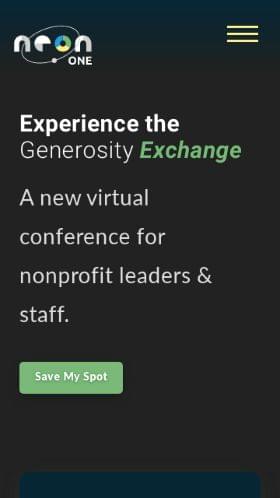 neon
ONE
Experience the
Generosity Exchange
A new virtual
conference for
nonprofit leaders &
staff.
Save My Spot